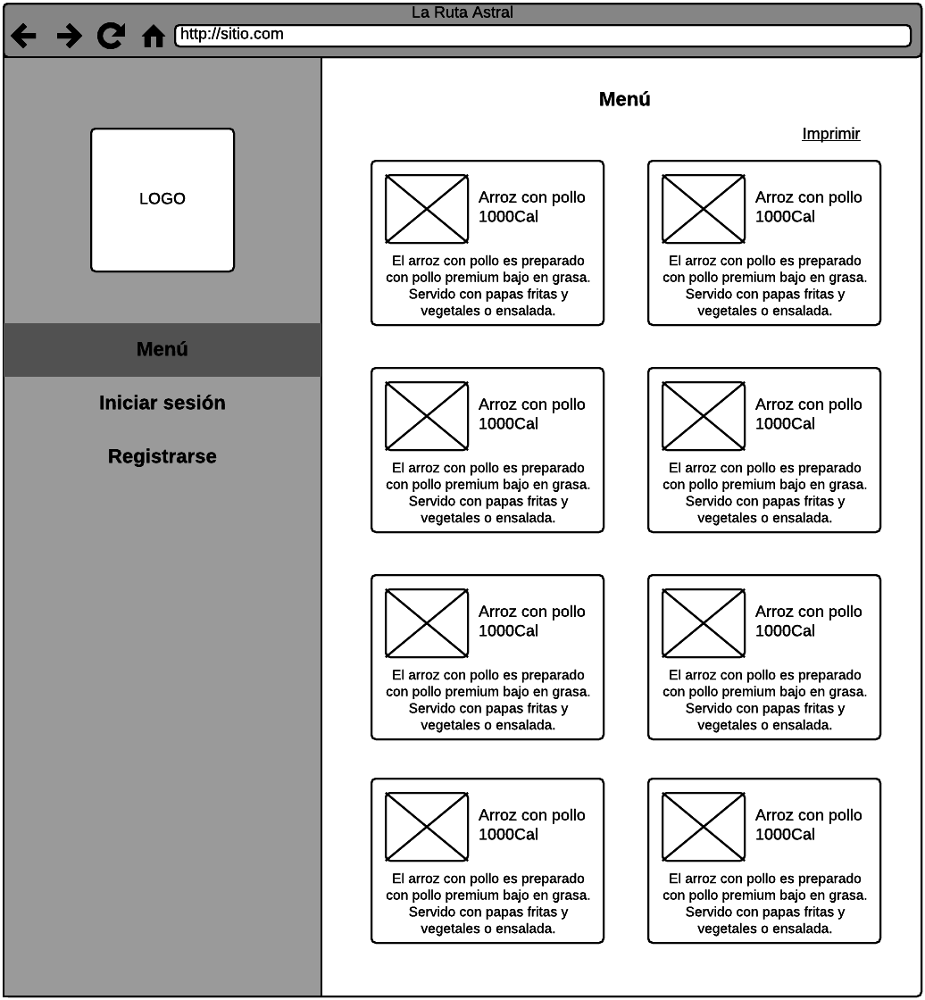 La Ruta Astral
http://sitio.com
LOGO
Menú
Iniciar sesión
Registrarse
Menú
Imprimir
Arroz con pollo
1000Cal
El arroz con pollo es preparado
con pollo premium bajo en grasa.
Servido con papas fritas y
vegetales o ensalada.
Arroz con pollo
1000Cal
El arroz con pollo es preparado
con pollo premium bajo en grasa.
Servido con papas fritas y
vegetales o ensalada.
Arroz con pollo
1000Cal
El arroz con pollo es preparado
con pollo premium bajo en grasa.
Servido con papas fritas y
vegetales o ensalada.
Arroz con pollo
1000Cal
El arroz con pollo es preparado
con pollo premium bajo en grasa.
Servido con papas fritas y
vegetales o ensalada.
Arroz con pollo
1000Cal
El arroz con pollo es preparado
con pollo premium bajo en grasa.
Servido con papas fritas y
vegetales o ensalada.
Arroz con pollo
1000Cal
El arroz con pollo es preparado
con pollo premium bajo en grasa.
Servido con papas fritas y
vegetales o ensalada.
Arroz con pollo
1000Cal
El arroz con pollo es preparado
con pollo premium bajo en grasa.
Servido con papas fritas y
vegetales o ensalada.
Arroz con pollo
1000Cal
El arroz con pollo es preparado
con pollo premium bajo en grasa.
Servido con papas fritas y
vegetales o ensalada.